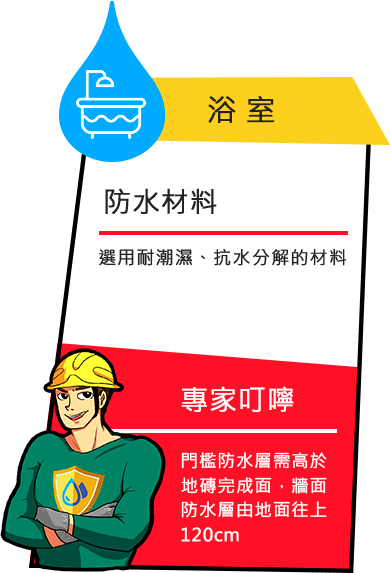 浴室
防水材料
選用耐潮濕、抗水分解的材料
專家叮嚀
門檻防水層需高於
地磚完成面，牆面
防水層由地面往上
120cm